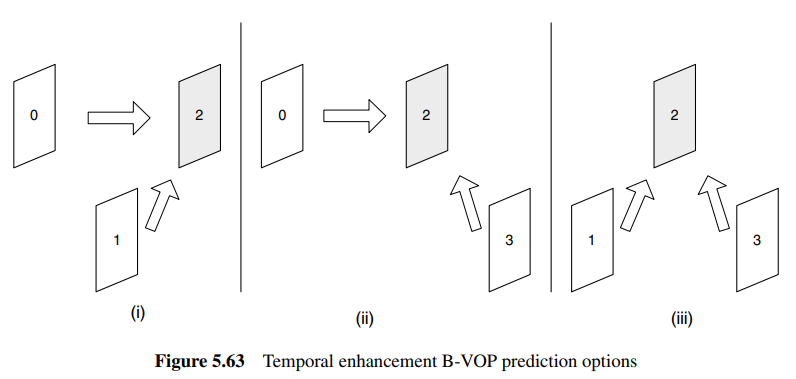 0
2
1
(i)
0
2
3
(ii)
2
1
3
(iii)
Figure 5.63 Temporal enhancement B-VOP prediction options